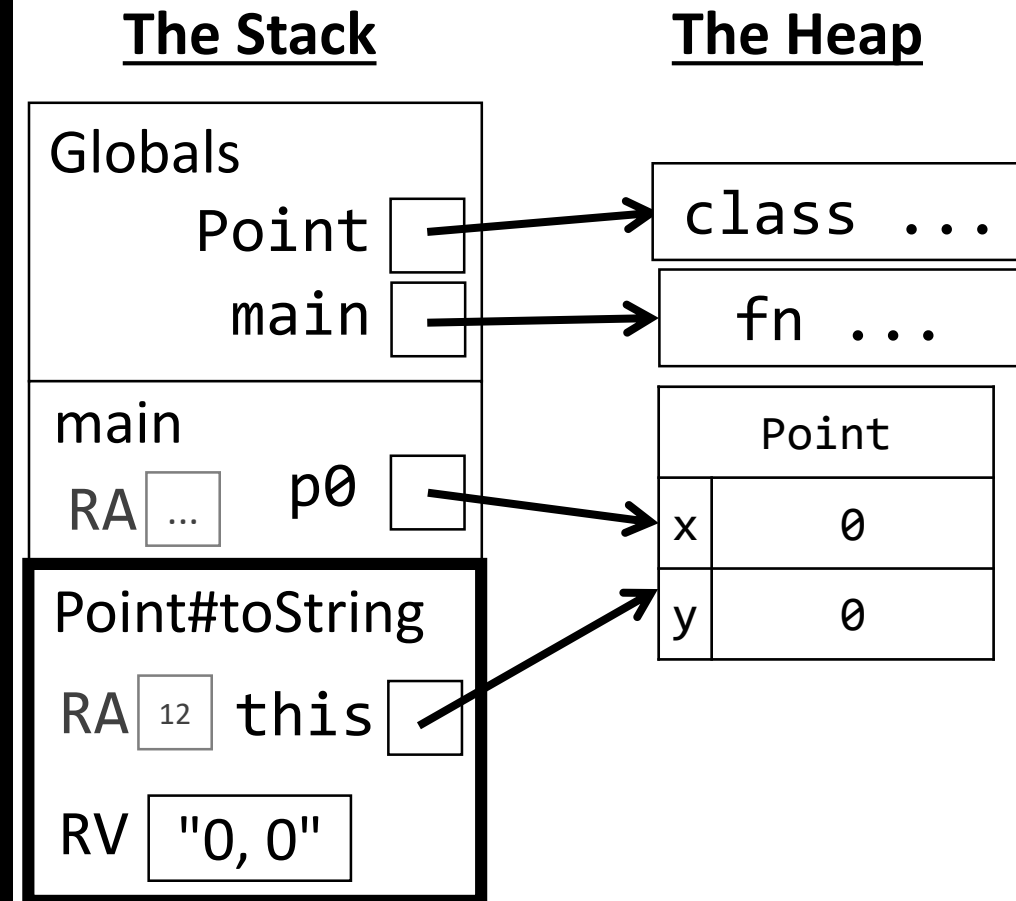 The Stack
The Heap
Globals
Point
class ...
main
fn ...
main
RA ...
p0
Point
x 0
y 0
Point#toString
RA 12 this
RV "0, 0"